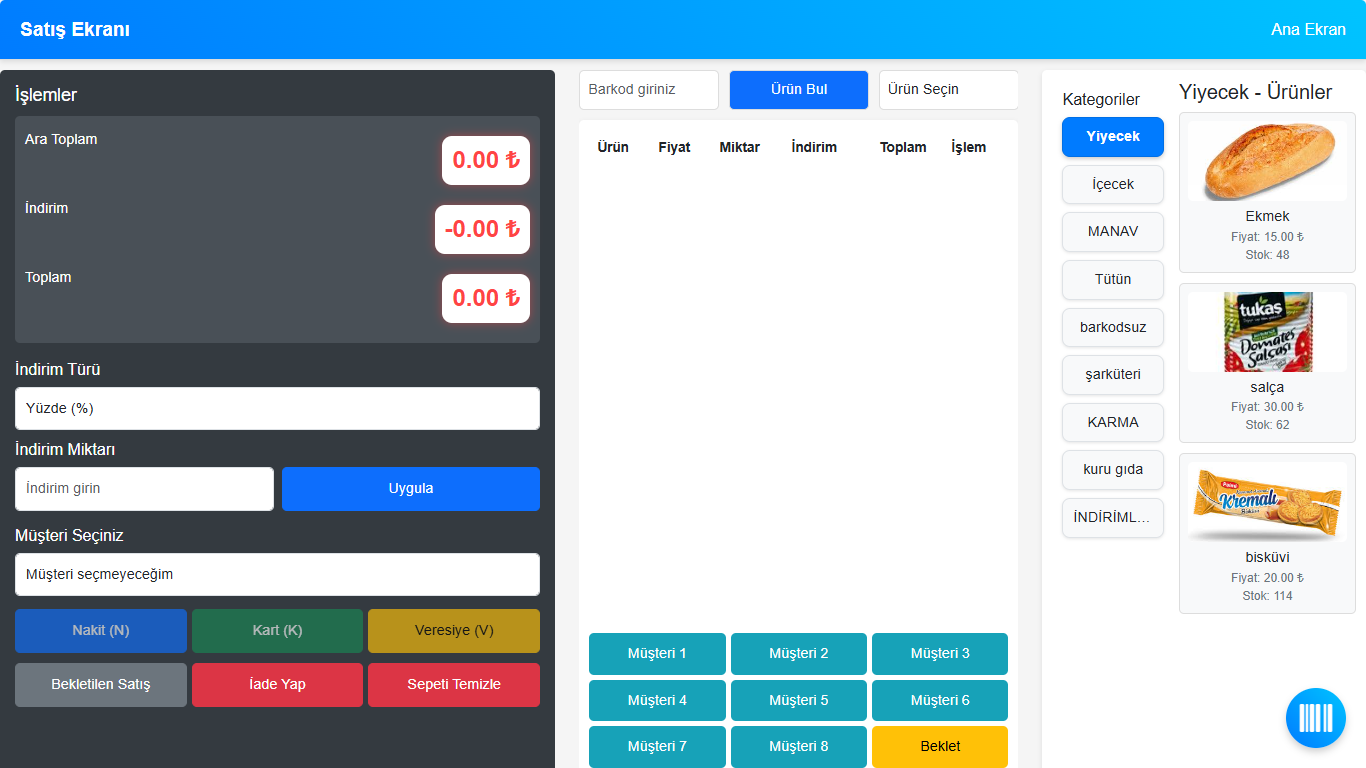 Satış Ekranı
Ana Ekran
İşlemler
Ara Toplam
0.00 ₺
İndirim
-0.00 ₺
Toplam
0.00 ₺
İndirim Türü
Yüzde (%)
İndirim Miktarı
İndirim girin
Uygula
Müşteri Seçiniz
Müşteri seçmeyeceğim
Nakit (N)
Kart (K)
Veresiye (V)
Bekletilen Satış
İade Yap
Sepeti Temizle
Barkod giriniz
Ürün Bul
Ürün Seçin
Ürün Fiyat Miktar İndirim Toplam İşlem
Müşteri 1
Müşteri 2
Müşteri 3
Müşteri 4
Müşteri 5
Müşteri 6
Müşteri 7
Müşteri 8
Beklet
Kategoriler
Yiyecek
İçecek
MANAV
Tütün
barkodsuz
şarküteri
KARMA
kuru gıda
İNDİRİML...
Yiyecek - Ürünler
Ekmek
Fiyat: 15.00 ₺
Stok: 48
tukaş
Domates
Salçası
salça
Fiyat: 30.00 ₺
Stok: 62
Kremalı
bisküvi
Fiyat: 20.00 ₺
Stok: 114